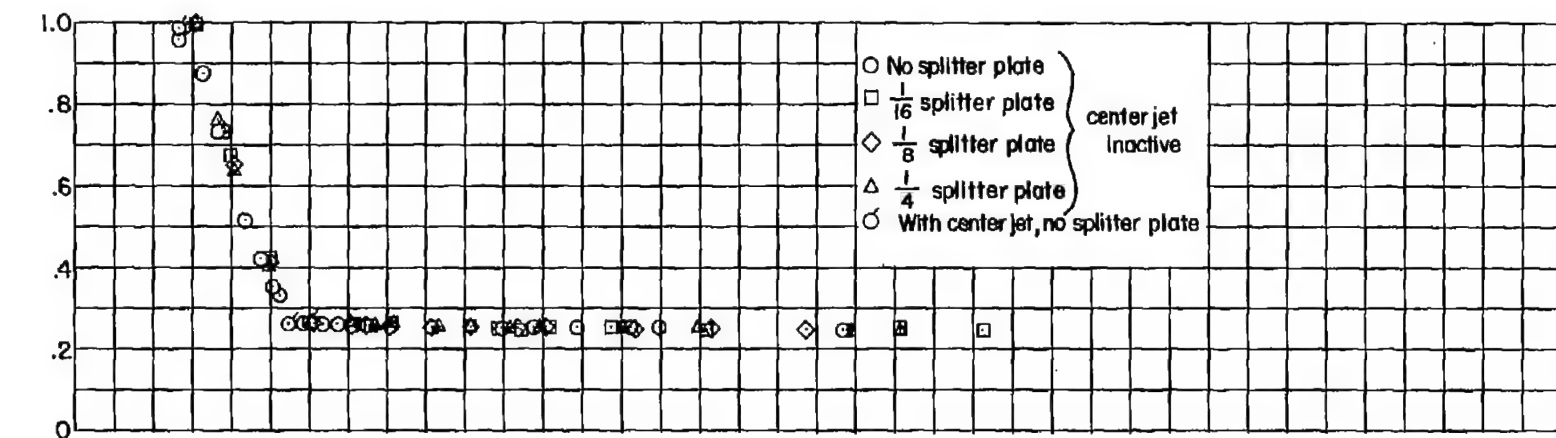 1.0
.8
.6
.4
.2
0
No splitter plate
1/16 splitter plate
1/8 splitter plate
1/4 splitter plate
center jet
inactive
With center jet, no splitter plate